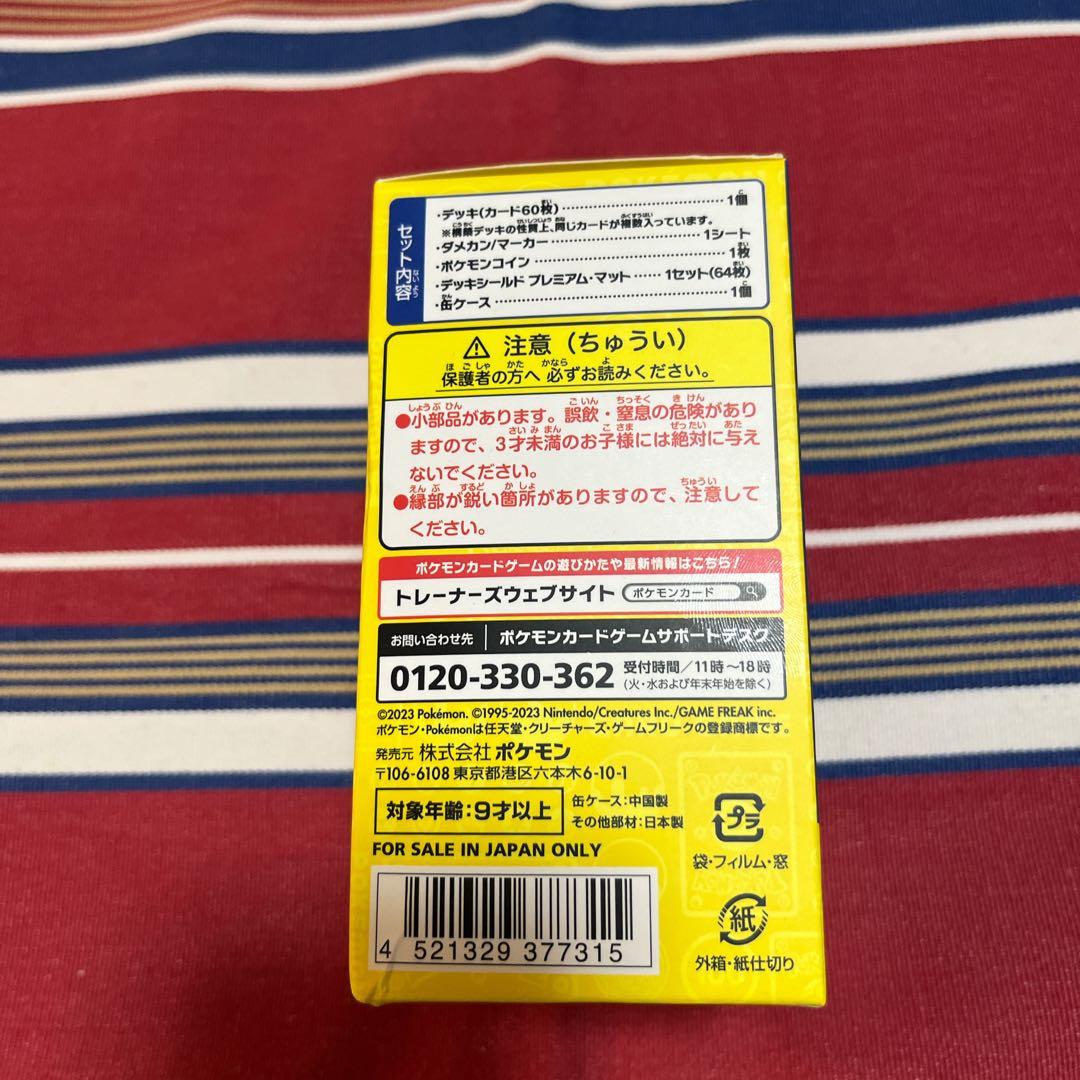 セット内容
・デッキ(カード60枚)…………………1個
※構築デッキの性質上、同じカードが複数入っています。
・ダメカン/マーカー…………………1シート
・ポケモンコイン…………………1枚
・デッキシールド プレミアム・マット……1セット(64枚)
・缶ケース…………………1個
⚠ 注意（ちゅうい）
保護者の方へ 必ずお読みください。
●小部品があります。誤飲・窒息の危険があり
ますので、3才未満のお子様には絶対に与え
ないでください。
●縁部が鋭い箇所がありますので、注意して
ください。
ポケモンカードゲームの遊びかたや最新情報はこちら!
トレーナーズウェブサイト ポケモンカード
お問い合わせ先 ポケモンカードゲームサポートデスク
0120-330-362 受付時間/11時~18時
(火・水および年末年始を除く)
©2023 Pokémon. ©1995-2023 Nintendo/Creatures Inc./GAME FREAK inc.
ポケモン・Pokémonは任天堂・クリーチャーズ・ゲームフリークの登録商標です。
発売元 株式会社 ポケモン
〒106-6108 東京都港区六本木6-10-1
対象年齢:9才以上
缶ケース:中国製
その他部材:日本製
FOR SALE IN JAPAN ONLY
プラ
袋・フィルム・窓
紙
外箱・紙仕切り
4 521329 377315